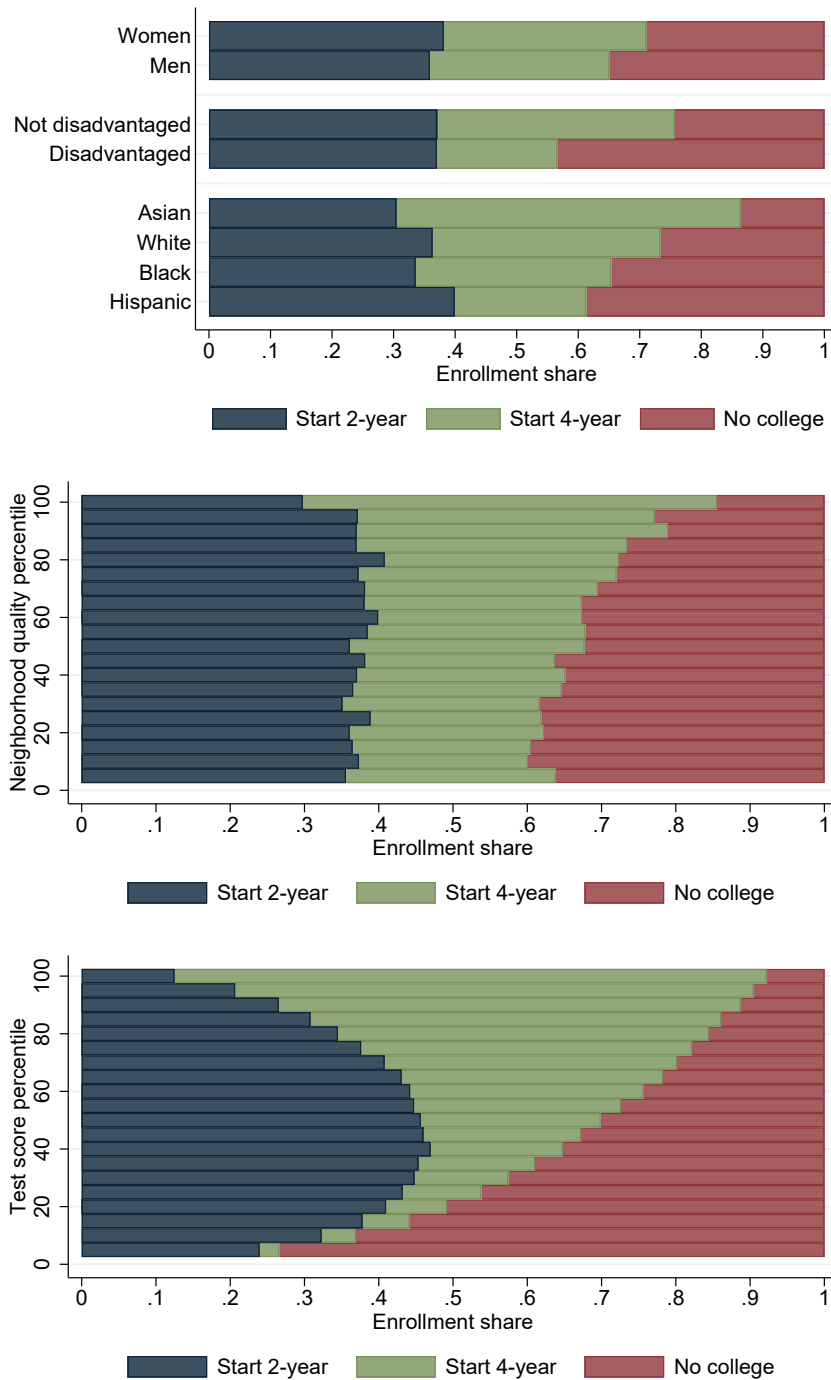 Women
Men
Not disadvantaged
Disadvantaged
Asian
White
Black
Hispanic
0 .1 .2 .3 .4 .5 .6 .7 .8 .9 1
Enrollment share
Start 2-year Start 4-year No college
Neighborhood quality percentile
100
80
60
40
20
0
0 .1 .2 .3 .4 .5 .6 .7 .8 .9 1
Enrollment share
Start 2-year Start 4-year No college
Test score percentile
100
80
60
40
20
0
0 .1 .2 .3 .4 .5 .6 .7 .8 .9 1
Enrollment share
Start 2-year Start 4-year No college